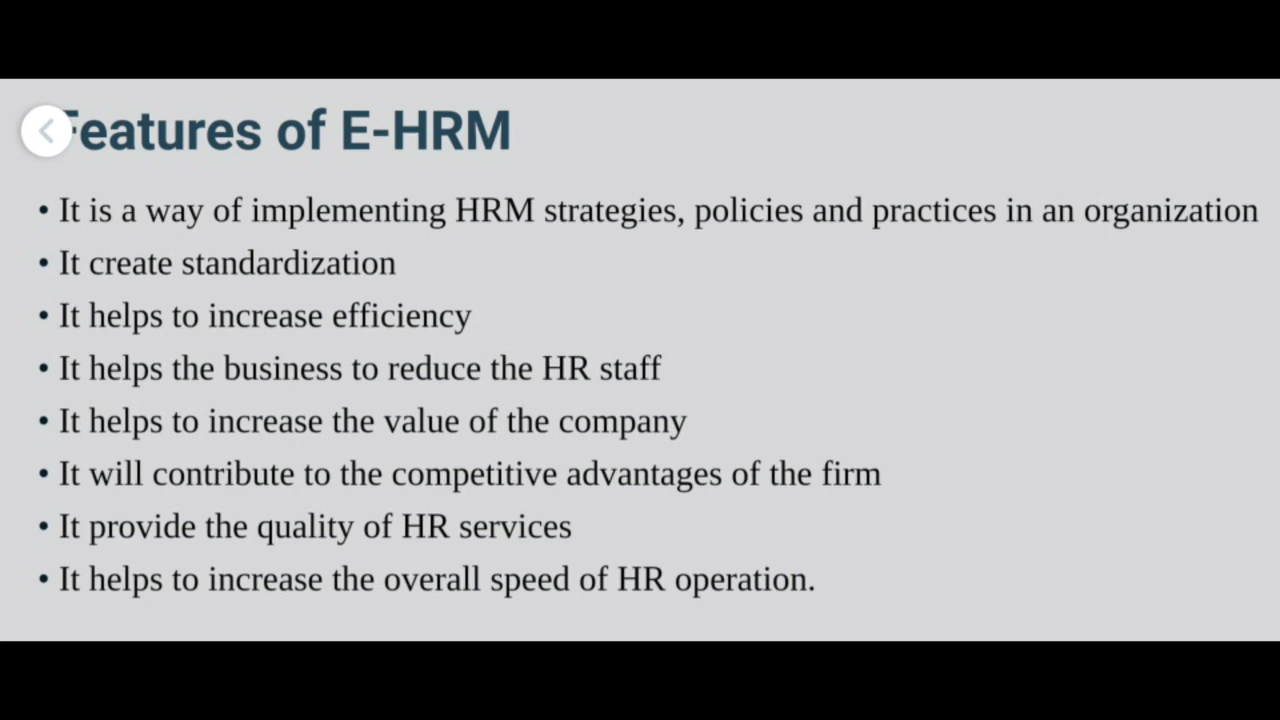 Features of E-HRM
• It is a way of implementing HRM strategies, policies and practices in an organization
• It create standardization
• It helps to increase efficiency
• It helps the business to reduce the HR staff
• It helps to increase the value of the company
• It will contribute to the competitive advantages of the firm
• It provide the quality of HR services
• It helps to increase the overall speed of HR operation.